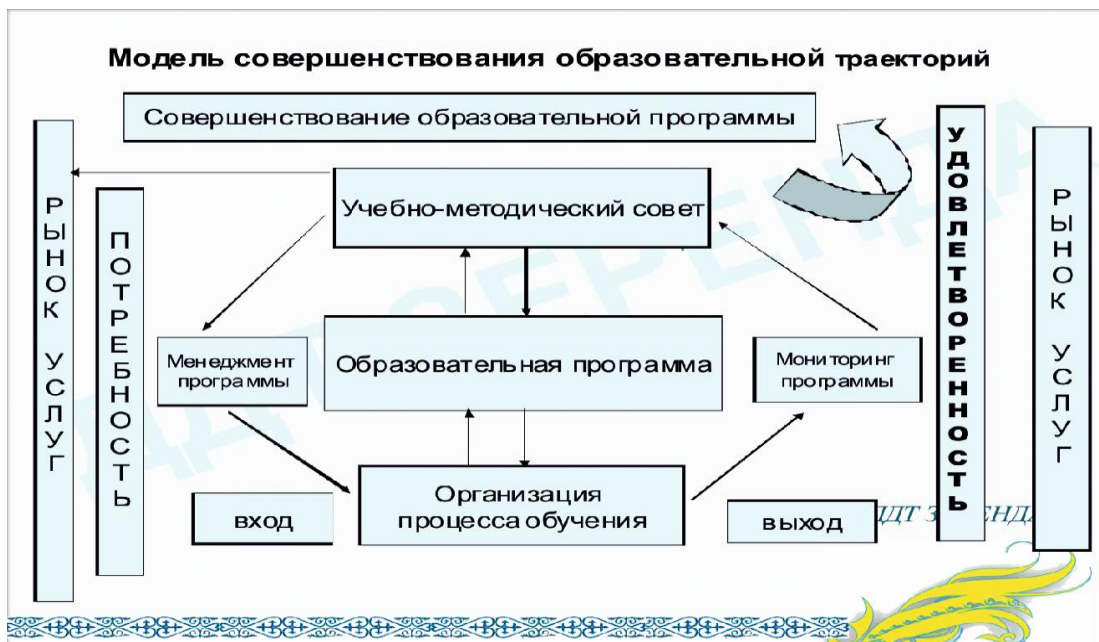 Модель совершенствования образовательной траекторий
Совершенствование образовательной программы
РЫНОК УСЛУГ
ПОТРЕБНОСТЬ
Учебно-методический совет
Менеджмент
программы
Образовательная программа
Мониторинг
программы
УДОВЛЕТВОРЕННОСТЬ
РЫНОК УСЛУГ
вход
Организация
процесса обучения
выход
ДДТ